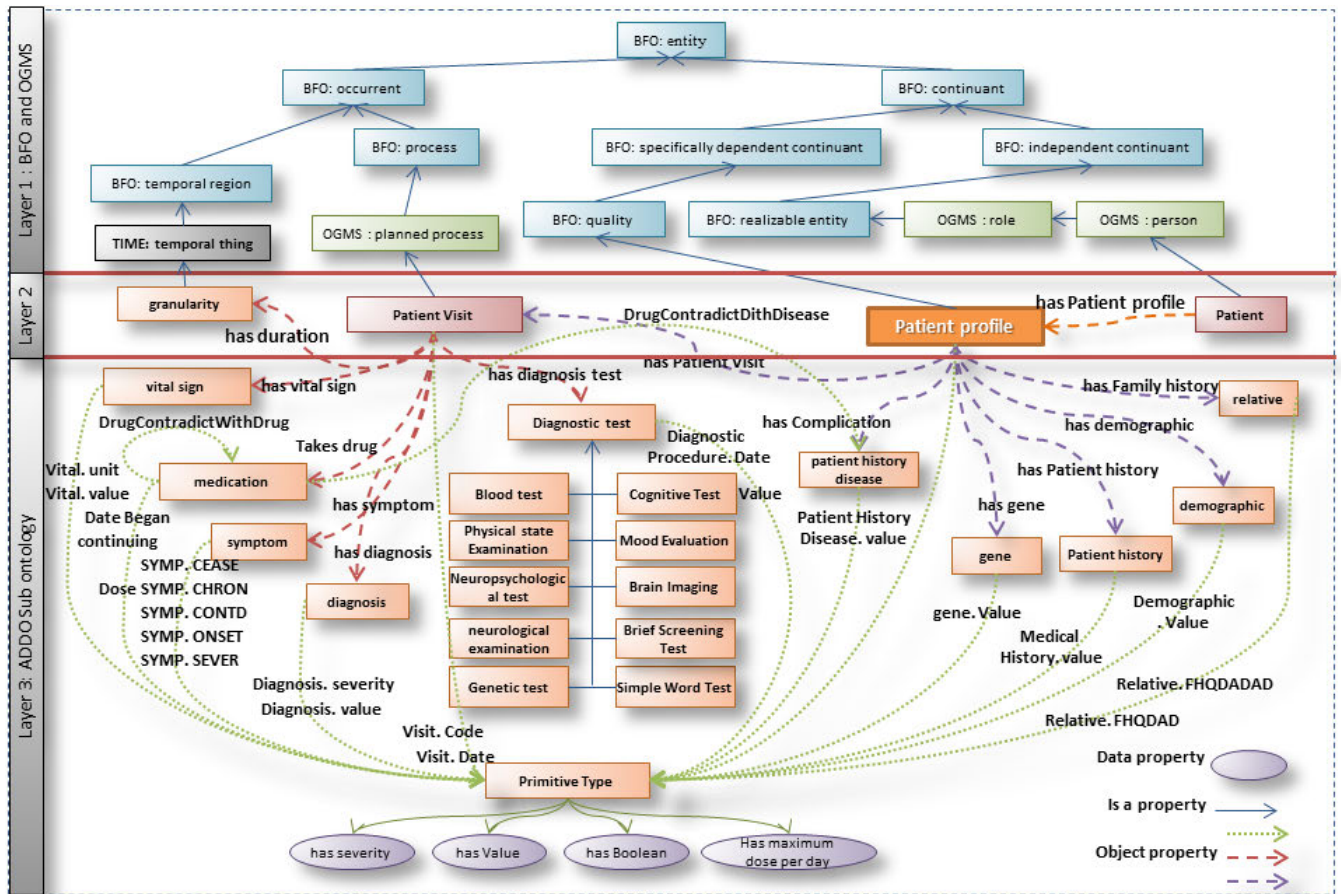 Layer 1 : BFO and OGMS
BFO: entity
BFO: occurrent
BFO: continuant
BFO: process
BFO: specifically dependent continuant
BFO: independent continuant
BFO: temporal region
BFO: quality
BFO: realizable entity
OGMS : role
OGMS : person
TIME: temporal thing
OGMS : planned process
Layer 2
granularity
Patient Visit
DrugContradictDithDisease
Patient profile
has Patient profile
Patient
has duration
Layer 3: ADDO Sub ontology
has Patient Visit
vital sign
has vital sign
has diagnosis test
has Family history
relative
DrugContradictWithDrug
Diagnostic test
has Complication
has demographic
Takes drug
Diagnostic
Procedure. Date
Vital. unit
Vital. value
medication
patient history
disease
has Patient history
Blood test
Cognitive Test
Value
has symptom
has gene
demographic
Date Began
continuing
symptom
Physical state
Examination
Mood Evaluation
Patient History
Disease. value
has diagnosis
gene
Patient history
SYMP. CEASE
Dose SYMP. CHRON
SYMP. CONTD
SYMP. ONSET
SYMP. SEVER
diagnosis
Neuropsychologic
al test
Brain Imaging
gene. Value
Demographic
. Value
neurological
examination
Brief Screening
Test
Medical
History. value
Diagnosis. severity
Diagnosis. value
Genetic test
Simple Word Test
Relative. FHQDADAD
Relative. FHQDAD
Visit. Code
Visit. Date
Primitive Type
Data property
Is a property
Object property
has severity
has Value
has Boolean
Has maximum
dose per day